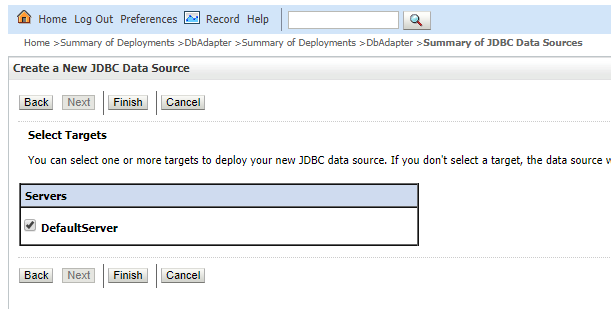 Home Log Out Preferences Record Help
Home >Summary of Deployments >DbAdapter >Summary of Deployments >DbAdapter >Summary of JDBC Data Sources
Create a New JDBC Data Source
Back Next Finish Cancel
Select Targets
You can select one or more targets to deploy your new JDBC data source. If you don't select a target, the data source
Servers
DefaultServer
Back Next Finish Cancel